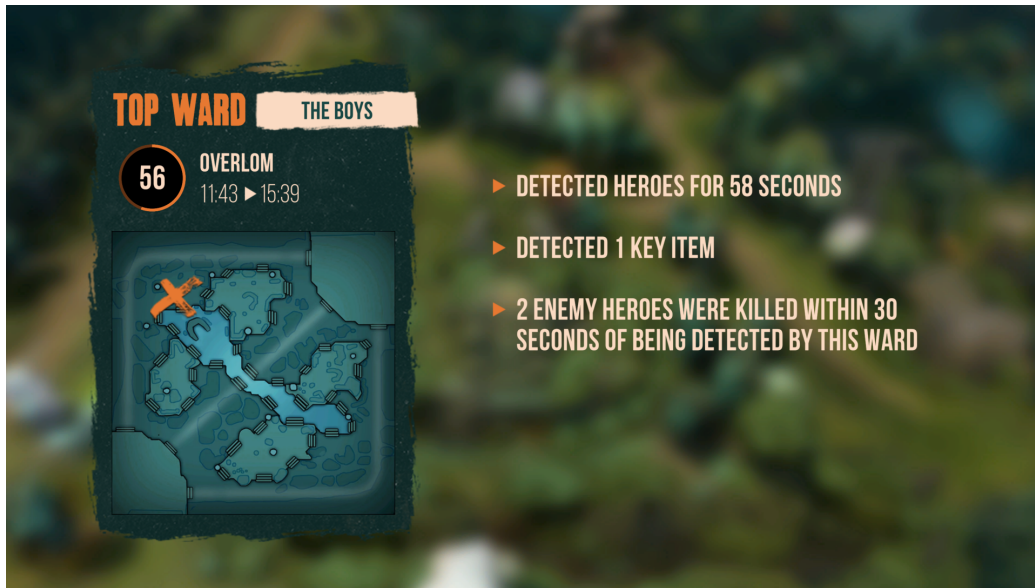 TOP WARD
THE BOYS
56
OVERLOM
11:43 ▶ 15:39
▶ DETECTED HEROES FOR 58 SECONDS
▶ DETECTED 1 KEY ITEM
▶ 2 ENEMY HEROES WERE KILLED WITHIN 30
SECONDS OF BEING DETECTED BY THIS WARD